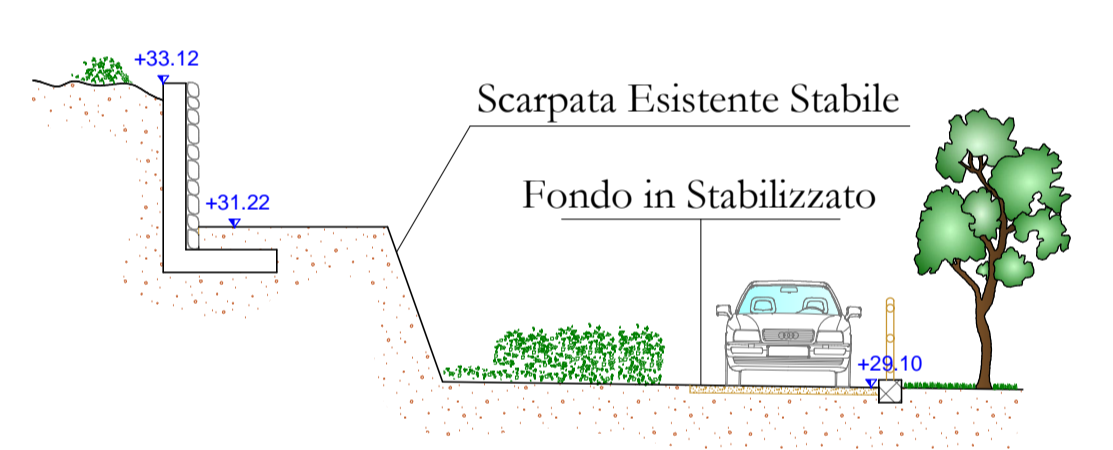 +33.12
Scarpata Esistente Stabile
Fondo in Stabilizzato
+31.22
+29.10